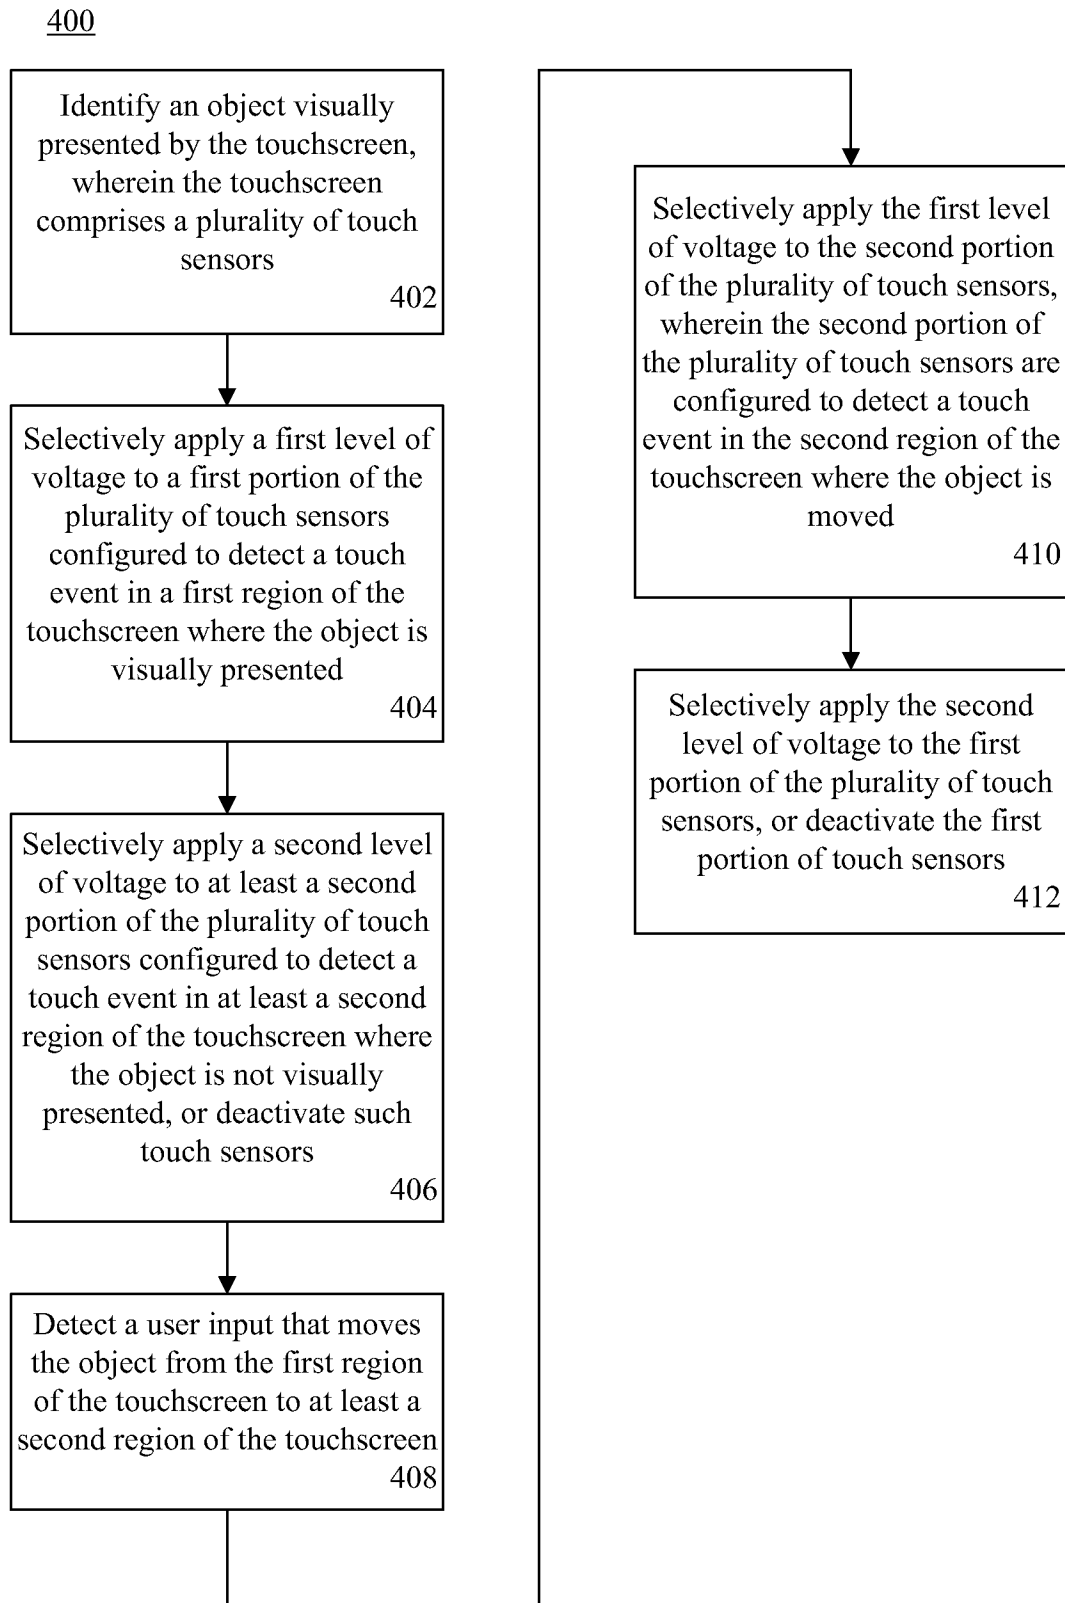 400
Identify an object visually
presented by the touchscreen,
wherein the touchscreen
comprises a plurality of touch
sensors
402
Selectively apply a first level of
voltage to a first portion of the
plurality of touch sensors
configured to detect a touch
event in a first region of the
touchscreen where the object is
visually presented
404
Selectively apply a second level
of voltage to at least a second
portion of the plurality of touch
sensors configured to detect a
touch event in at least a second
region of the touchscreen where
the object is not visually
presented, or deactivate such
touch sensors
406
Detect a user input that moves
the object from the first region
of the touchscreen to at least a
second region of the touchscreen
408
Selectively apply the first level
of voltage to the second portion
of the plurality of touch sensors,
wherein the second portion of
the plurality of touch sensors are
configured to detect a touch
event in the second region of the
touchscreen where the object is
moved
410
Selectively apply the second
level of voltage to the first
portion of the plurality of touch
sensors, or deactivate the first
portion of touch sensors
412